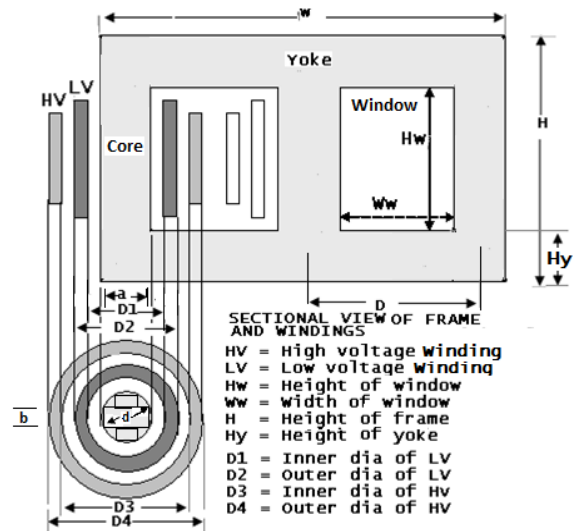 W
Yoke
HV
LV
Core
Window
Hw
Ww
H
Hy
D
a
D1
D2
d
b
D3
D4
SECTIONAL VIEW OF FRAME
AND WINDINGS
HV = High voltage Winding
LV = Low voltage Winding
Hw = Height of window
Ww = Width of window
H = Height of frame
Hy = Height of yoke
D1 = Inner dia of LV
D2 = Outer dia of LV
D3 = Inner dia of Hv
D4 = Outer dia of HV